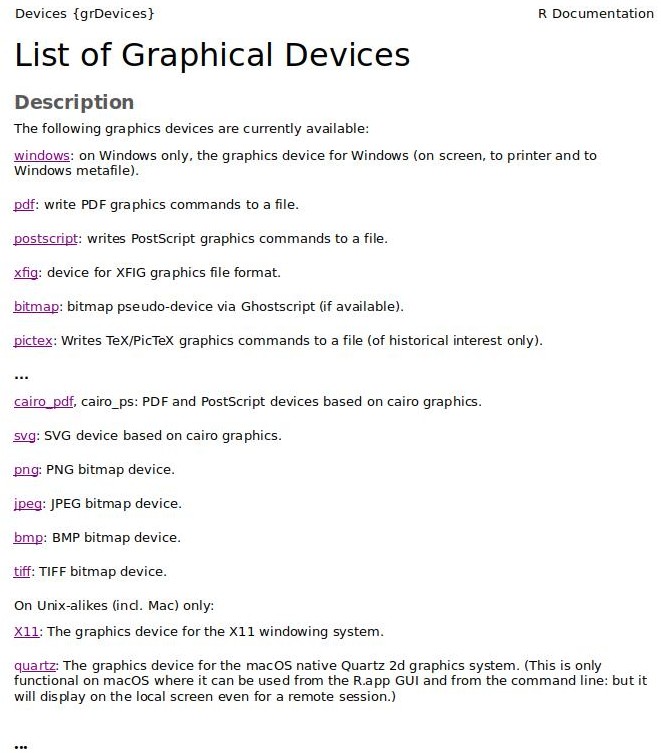 Devices {grDevices} R Documentation
List of Graphical Devices
Description
The following graphics devices are currently available:
windows: on Windows only, the graphics device for Windows (on screen, to printer and to
Windows metafile).
pdf: write PDF graphics commands to a file.
postscript: writes PostScript graphics commands to a file.
xfig: device for XFIG graphics file format.
bitmap: bitmap pseudo-device via Ghostscript (if available).
pictex: Writes TeX/PicTeX graphics commands to a file (of historical interest only).
...
cairo_pdf, cairo_ps: PDF and PostScript devices based on cairo graphics.
svg: SVG device based on cairo graphics.
png: PNG bitmap device.
jpeg: JPEG bitmap device.
bmp: BMP bitmap device.
tiff: TIFF bitmap device.
On Unix-alikes (incl. Mac) only:
X11: The graphics device for the X11 windowing system.
quartz: The graphics device for the macOS native Quartz 2d graphics system. (This is only
functional on macOS where it can be used from the R.app GUI and from the command line: but it
will display on the local screen even for a remote session.)
...